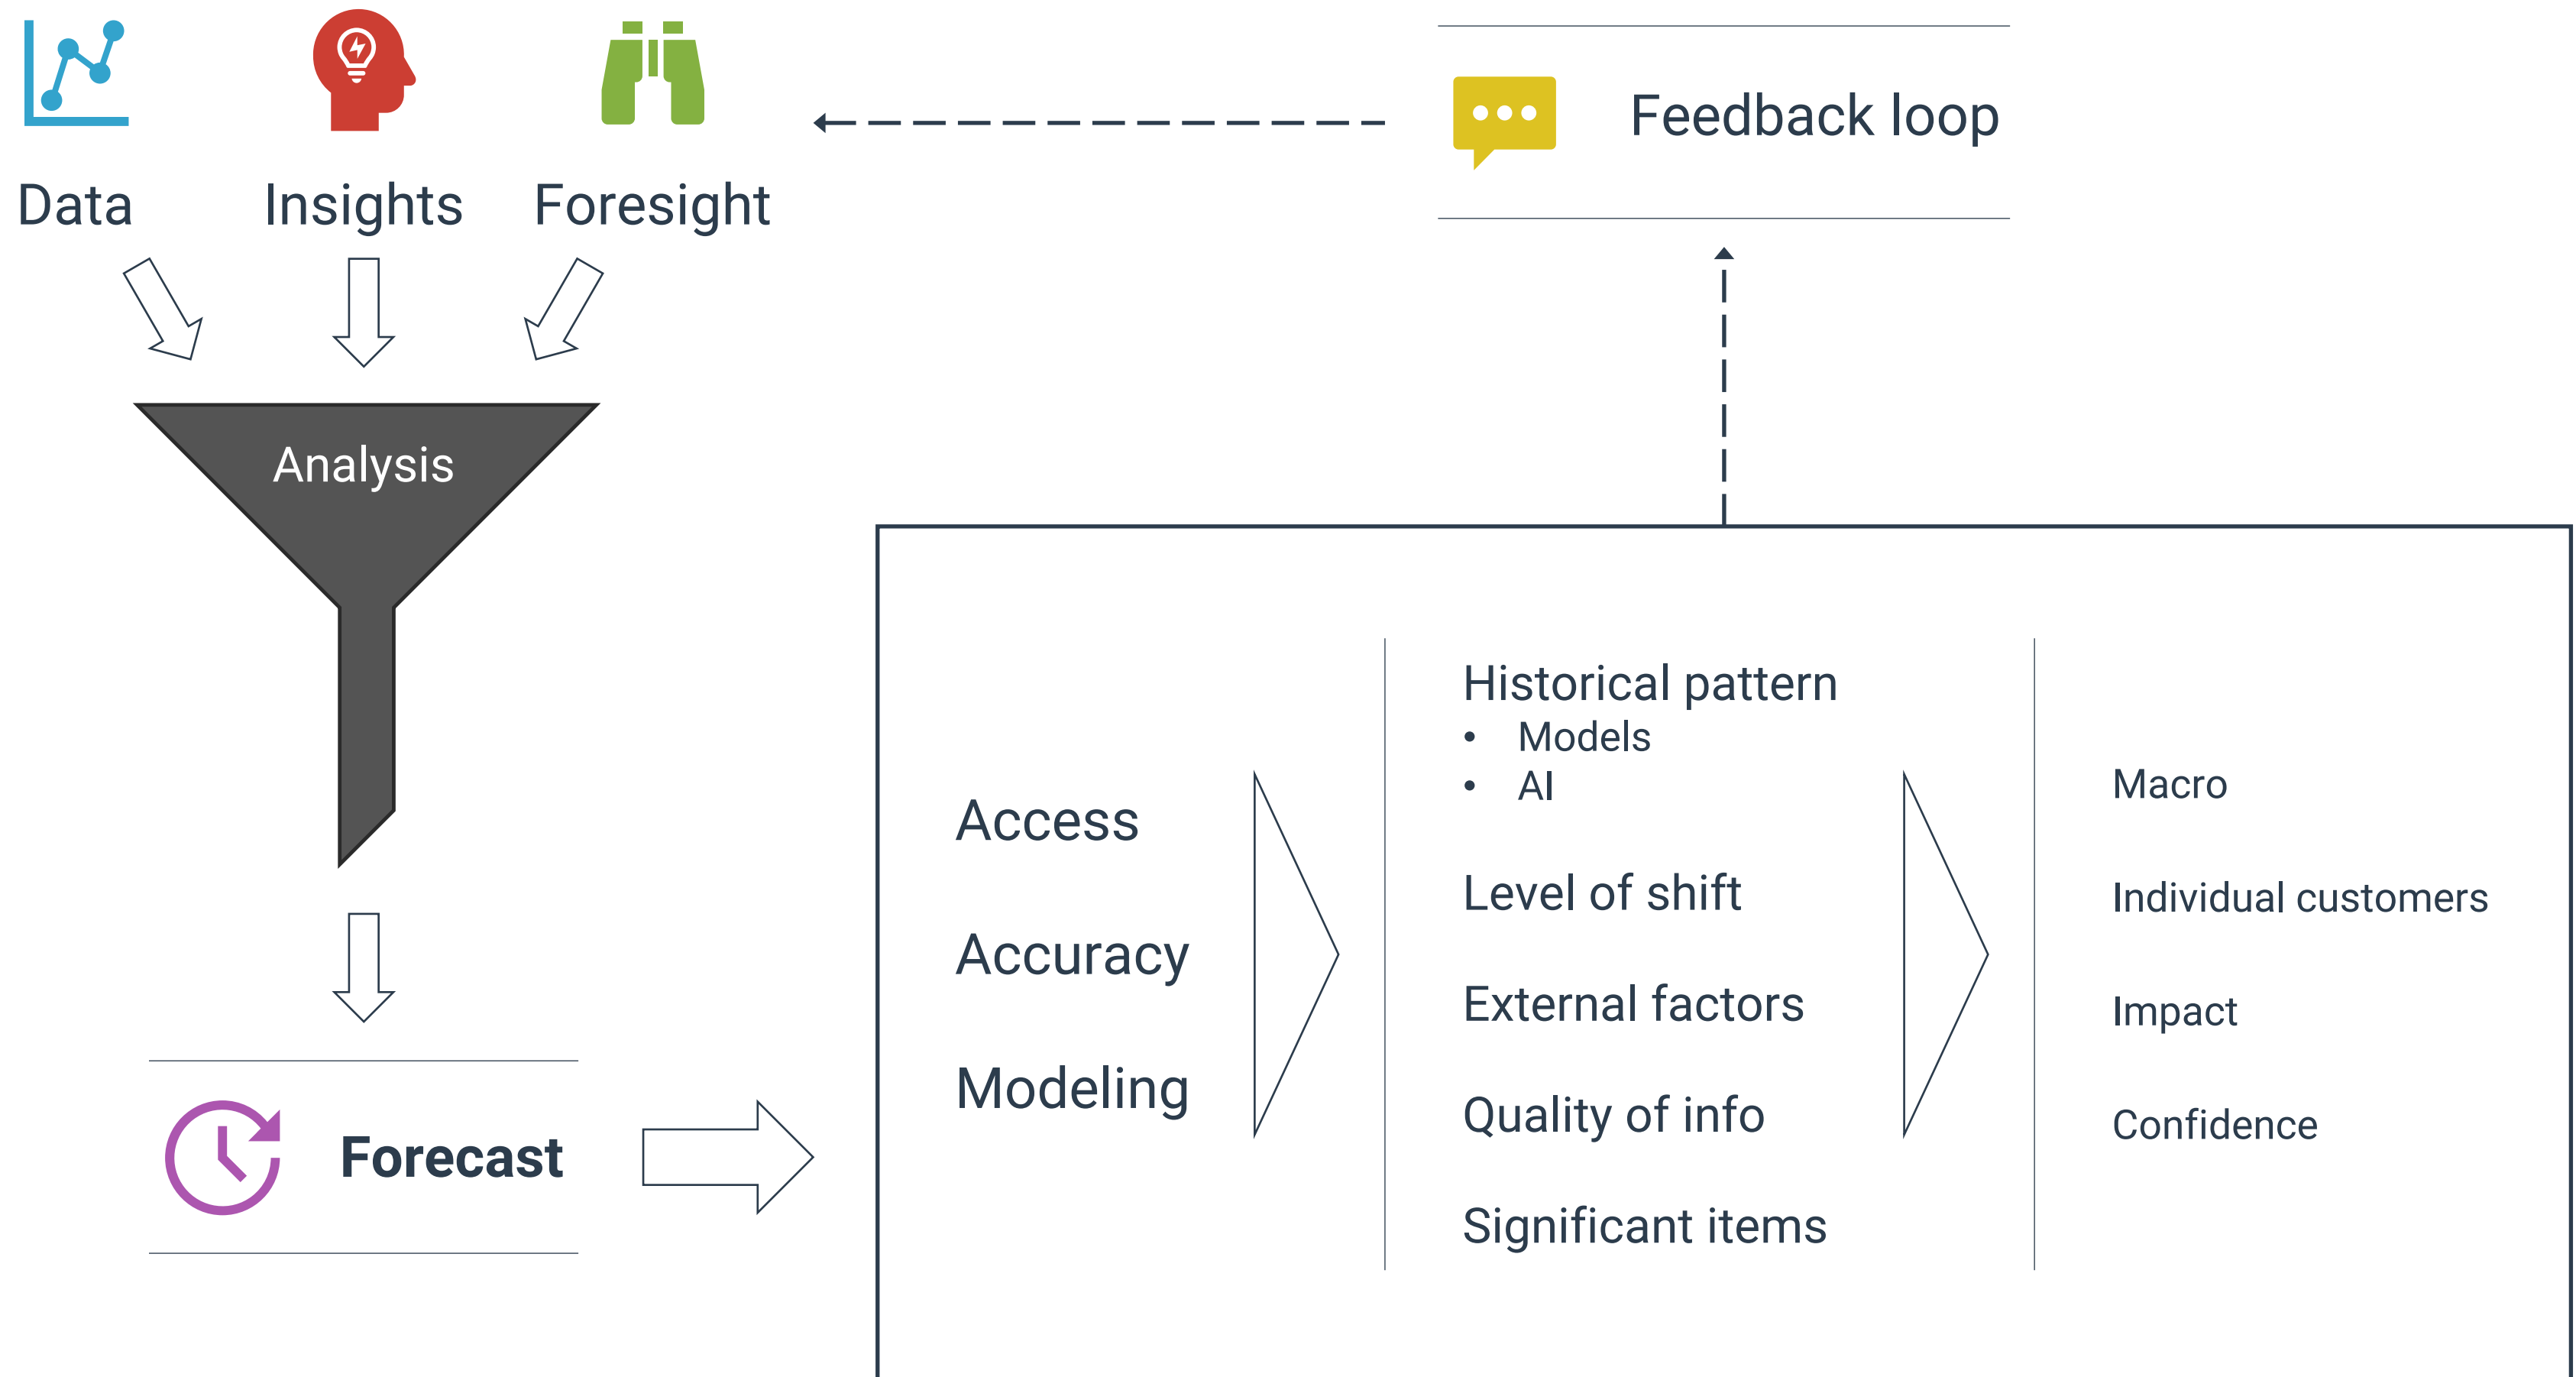 Data
Insights
Foresight
Feedback loop
Analysis
Forecast
Access
Accuracy
Modeling
Historical pattern
• Models
• AI
Level of shift
External factors
Quality of info
Significant items
Macro
Individual customers
Impact
Confidence